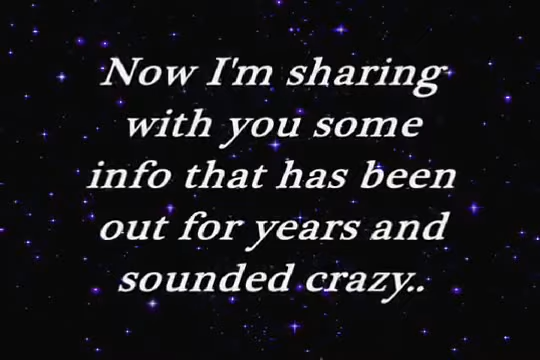 Now I'm sharing
with you some
info that has been
out for years and
sounded crazy..